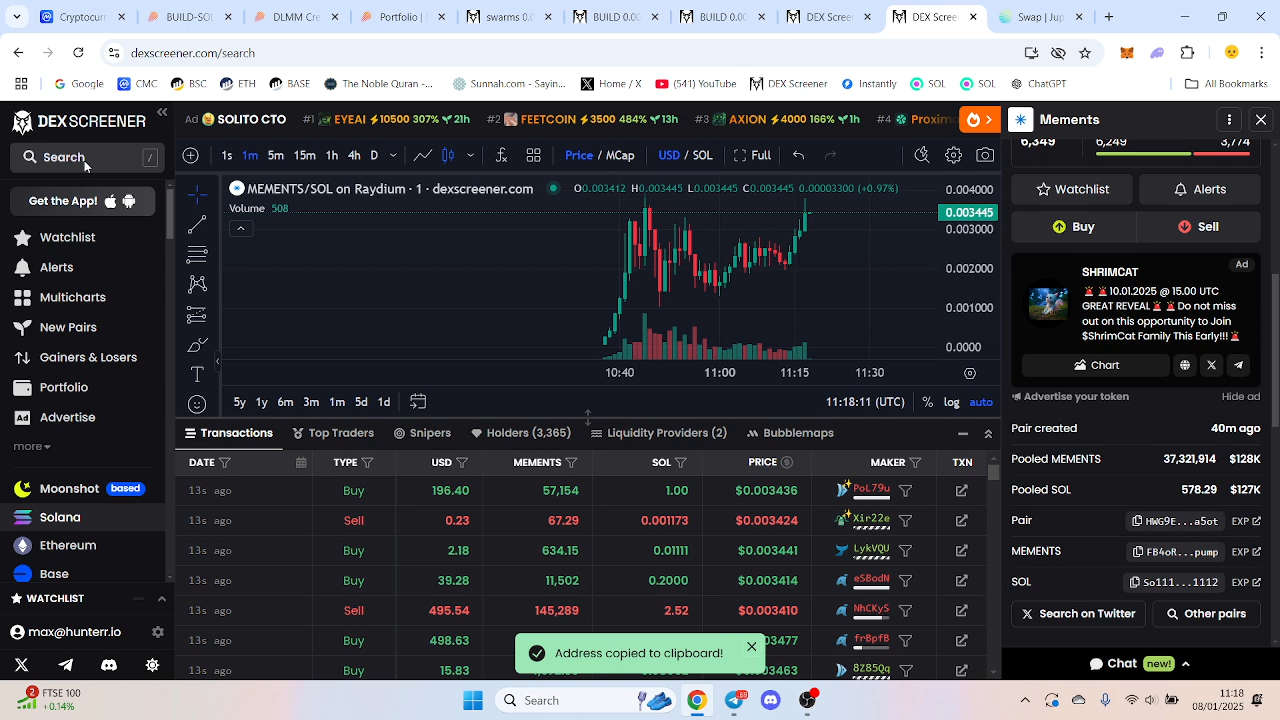 Cryptocurr
BUILD-SOL
DLMM Cr
Portfolio |
swarms 0.0
BUILD 0.00
BUILD 0.0
DEX Scree
DEX Scree
Swap | Jup
dexscreener.com/search
Google
CMC
BSC
ETH
BASE
The Noble Quran -...
Sunnah.com - Sayin...
Home / X
(541) YouTube
DEX Screener
Instantly
SOL
SOL
ChatGPT
All Bookmarks
DEXSCREENER
Ad SOLITO CTO
#1 EYEAI 10500 307% 21h
#2 FEETCOIN 3500 484% 13h
#3 AXION 4000 166% 1h
#4 Proxim
Mements
Search /
1s 1m 5m 15m 1h 4h D
Price / MCap
USD / SOL
Full
6,349 6,249 3,774
MEMENTS/SOL on Raydium · 1 · dexscreener.com
O0.003412 H0.003445 L0.003445 C0.003445 0.00003300 (+0.97%)
Volume 508
0.004000
0.003445
0.003000
0.002000
0.001000
0.0000
10:40 11:00 11:15 11:30
5y 1y 6m 3m 1m 5d 1d
11:18:11 (UTC) % log auto
Get the App!
Watchlist
Alerts
Multicharts
New Pairs
Gainers & Losers
Portfolio
Ad Advertise
more
Moonshot based
Solana
Ethereum
Base
WATCHLIST
max@hunterr.io
Watchlist
Alerts
Buy
Sell
SHRIMCAT
Ad
10.01.2025 @ 15.00 UTC
GREAT REVEAL Do not miss
out on this opportunity to Join
$ShrimCat Family This Early!!!
Chart
Advertise your token
Hide ad
Pair created 40m ago
Pooled MEMENTS 37,321,914 $128K
Pooled SOL 578.29 $127K
Pair HWG9E...a5ot EXP
MEMENTS FB4oR...pump EXP
SOL So111...1112 EXP
Search on Twitter
Other pairs
Chat new!
Transactions
Top Traders
Snipers
Holders (3,365)
Liquidity Providers (2)
Bubblemaps
DATE TYPE USD MEMENTS SOL PRICE MAKER TXN
13s ago Buy 196.40 57,154 1.00 $0.003436 PoL79u
13s ago Sell 0.23 67.29 0.001173 $0.003424 Xir22e
13s ago Buy 2.18 634.15 0.01111 $0.003441 LykVQU
13s ago Buy 39.28 11,502 0.2000 $0.003414 eSBodN
13s ago Sell 495.54 145,289 2.52 $0.003410 NhCKyS
13s ago Buy 498.63 3477 frBpfB
13s ago Buy 15.83 3463 8Z85Qq
Address copied to clipboard!
2
FTSE 100
+0.14%
Search
69
11:18
08/01/2025